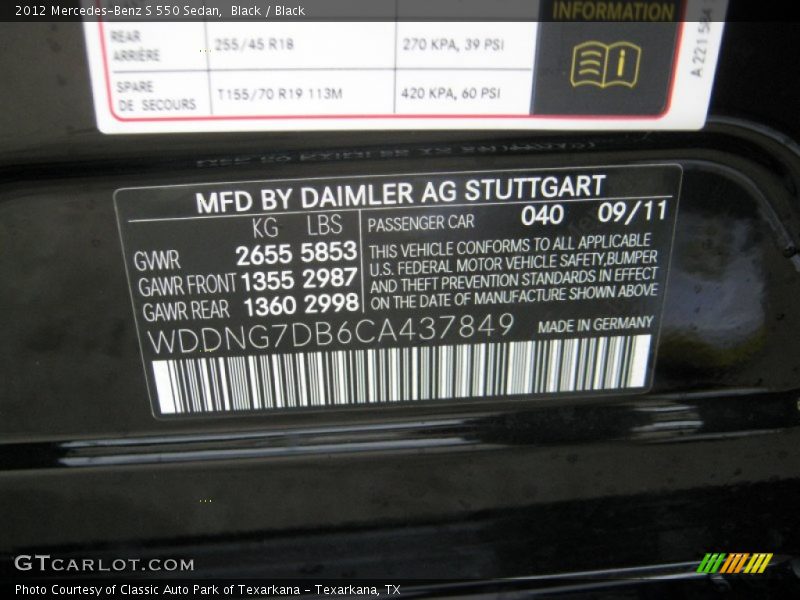 2012 Mercedes-Benz S 550 Sedan, Black / Black
INFORMATION
REAR 255/45 R18 270 KPA, 39 PSI
ARRIÈRE
SPARE T155/70 R19 113M 420 KPA, 60 PSI
DE SECOURS
A 221 584
MFD BY DAIMLER AG STUTTGART
KG LBS PASSENGER CAR 040 09/11
GWR 2655 5853
GAWR FRONT 1355 2987
GAWR REAR 1360 2998
THIS VEHICLE CONFORMS TO ALL APPLICABLE
U.S. FEDERAL MOTOR VEHICLE SAFETY,BUMPER
AND THEFT PREVENTION STANDARDS IN EFFECT
ON THE DATE OF MANUFACTURE SHOWN ABOVE
WDDNG7DB6CA437849 MADE IN GERMANY
GTCARLOT.COM
Photo Courtesy of Classic Auto Park of Texarkana - Texarkana, TX